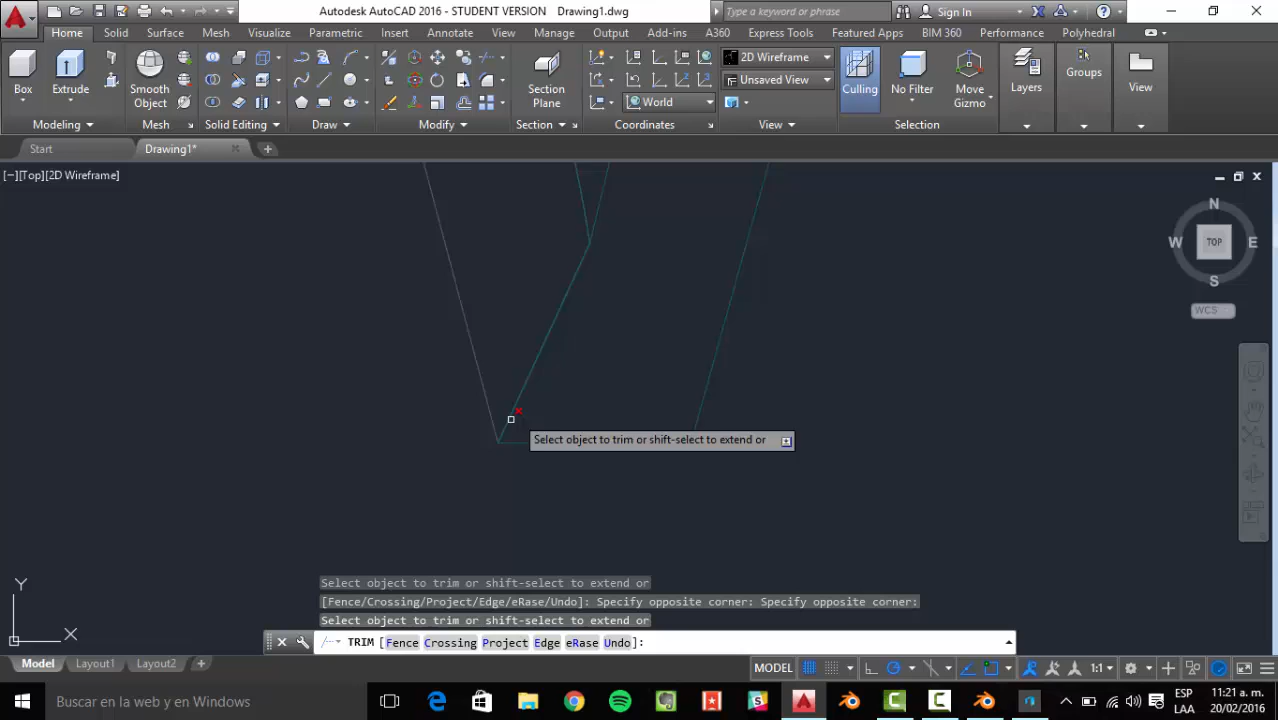 Autodesk AutoCAD 2016 - STUDENT VERSION Drawing1.dwg
Type a keyword or phrase
Sign In
Home Insert Solid Surface Mesh Visualize Parametric Insert Annotate View Manage Output Add-ins A360 Express Tools Featured Apps BIM 360 Performance Polyhedral
2D Wireframe
Unsaved View
World
Box
Extrude
Smooth
Object
Section
Plane
Culling
No Filter
Move
Gizmo
Layers
Groups
View
Modeling
Mesh
Solid Editing
Draw
Modify
Section
Coordinates
View
Selection
Start
Drawing1*
[−][Top][2D Wireframe]
N
W TOP E
S
WCS
Select object to trim or shift-select to extend or
Select object to trim or shift-select to extend or
[Fence/Crossing/Project/Edge/eRase/Undo]: Specify opposite corner: Specify opposite corner:
Select object to trim or shift-select to extend or
TRIM [Fence Crossing Project Edge eRase Undo]:
Y
X
Model Layout1 Layout2
MODEL
1:1
Buscar en la web y en Windows
ESP
LAA
11:21 a. m.
20/02/2016